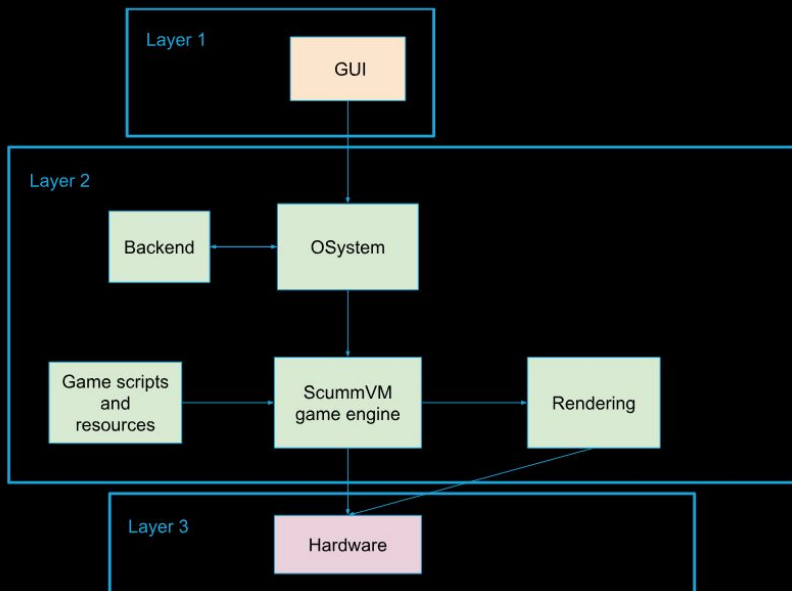 Layer 1
GUI
Layer 2
Backend
OSystem
Game scripts
and
resources
ScummVM
game engine
Rendering
Layer 3
Hardware